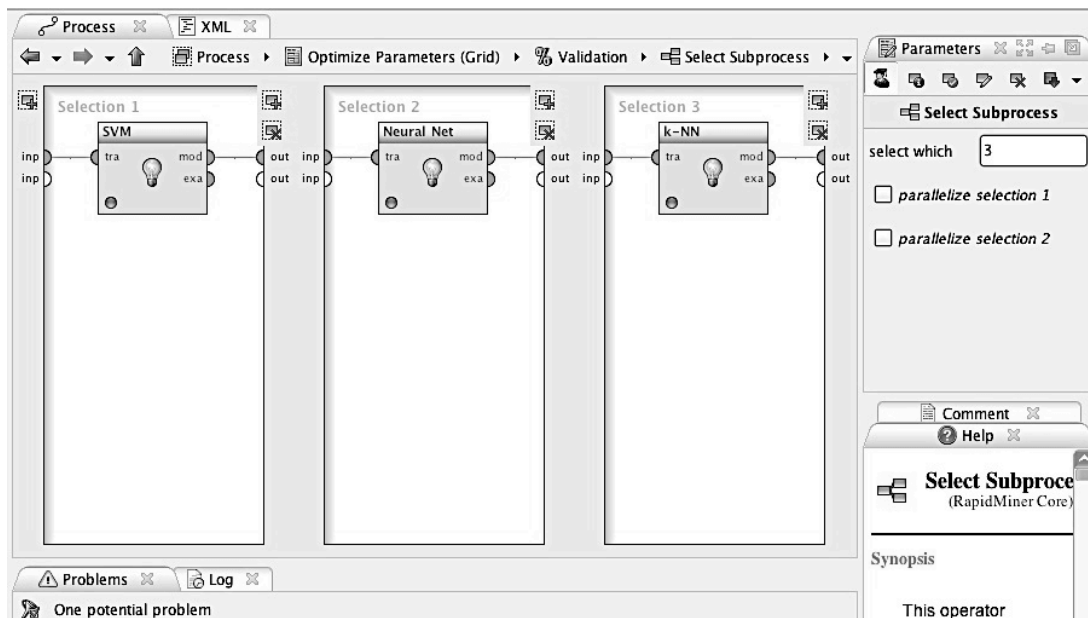 Process
XML
Process
Optimize Parameters (Grid)
Validation
Select Subprocess
Selection 1
SVM
inp
tra
mod
out
inp
exa
out
Selection 2
Neural Net
inp
tra
mod
out
inp
exa
out
Selection 3
k-NN
inp
tra
mod
out
inp
exa
out
Problems
Log
One potential problem
Parameters
Select Subprocess
select which
3
parallelize selection 1
parallelize selection 2
Comment
Help
Select Subproce
(RapidMiner Core)
Synopsis
This operator